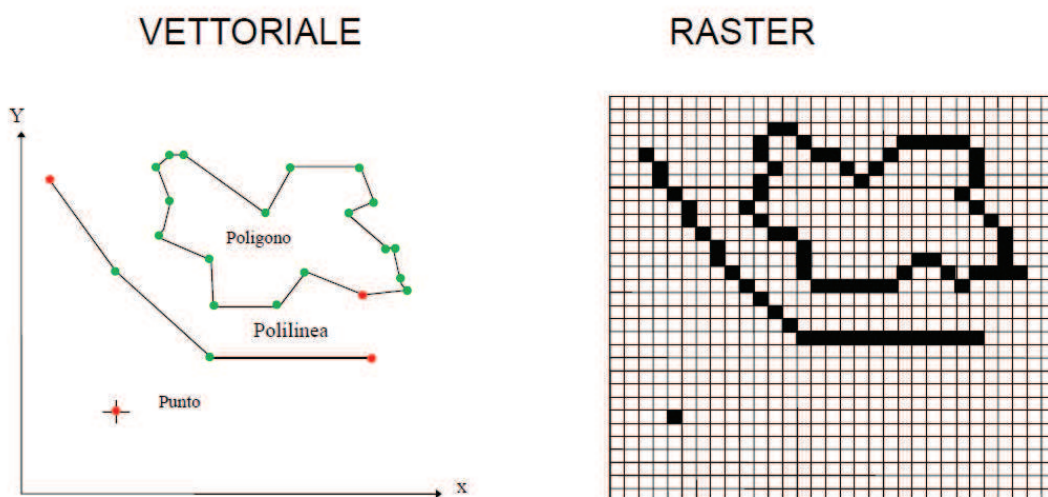 VETTORIALE
RASTER
Y
Poligono
Polilinea
Punto
x